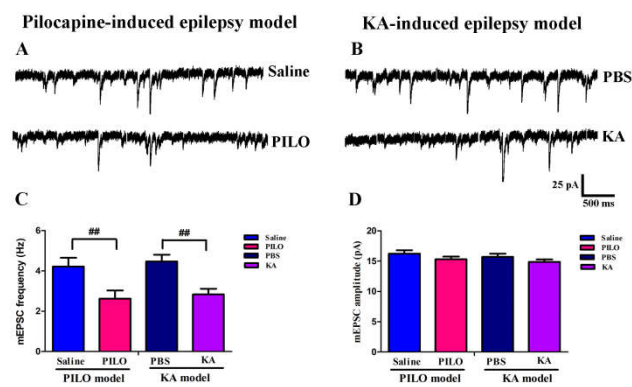 Pilocapine-induced epilepsy model
KA-induced epilepsy model
A
Saline
PILO
B
PBS
KA
25 pA
500 ms
C
mEPSC frequency (Hz)
6
4
2
0
##
##
Saline
PILO
PBS
KA
Saline PILO PBS KA
PILO model KA model
D
mEPSC amplitude (pA)
20
15
10
5
0
Saline
PILO
PBS
KA
Saline PILO PBS KA
PILO model KA model